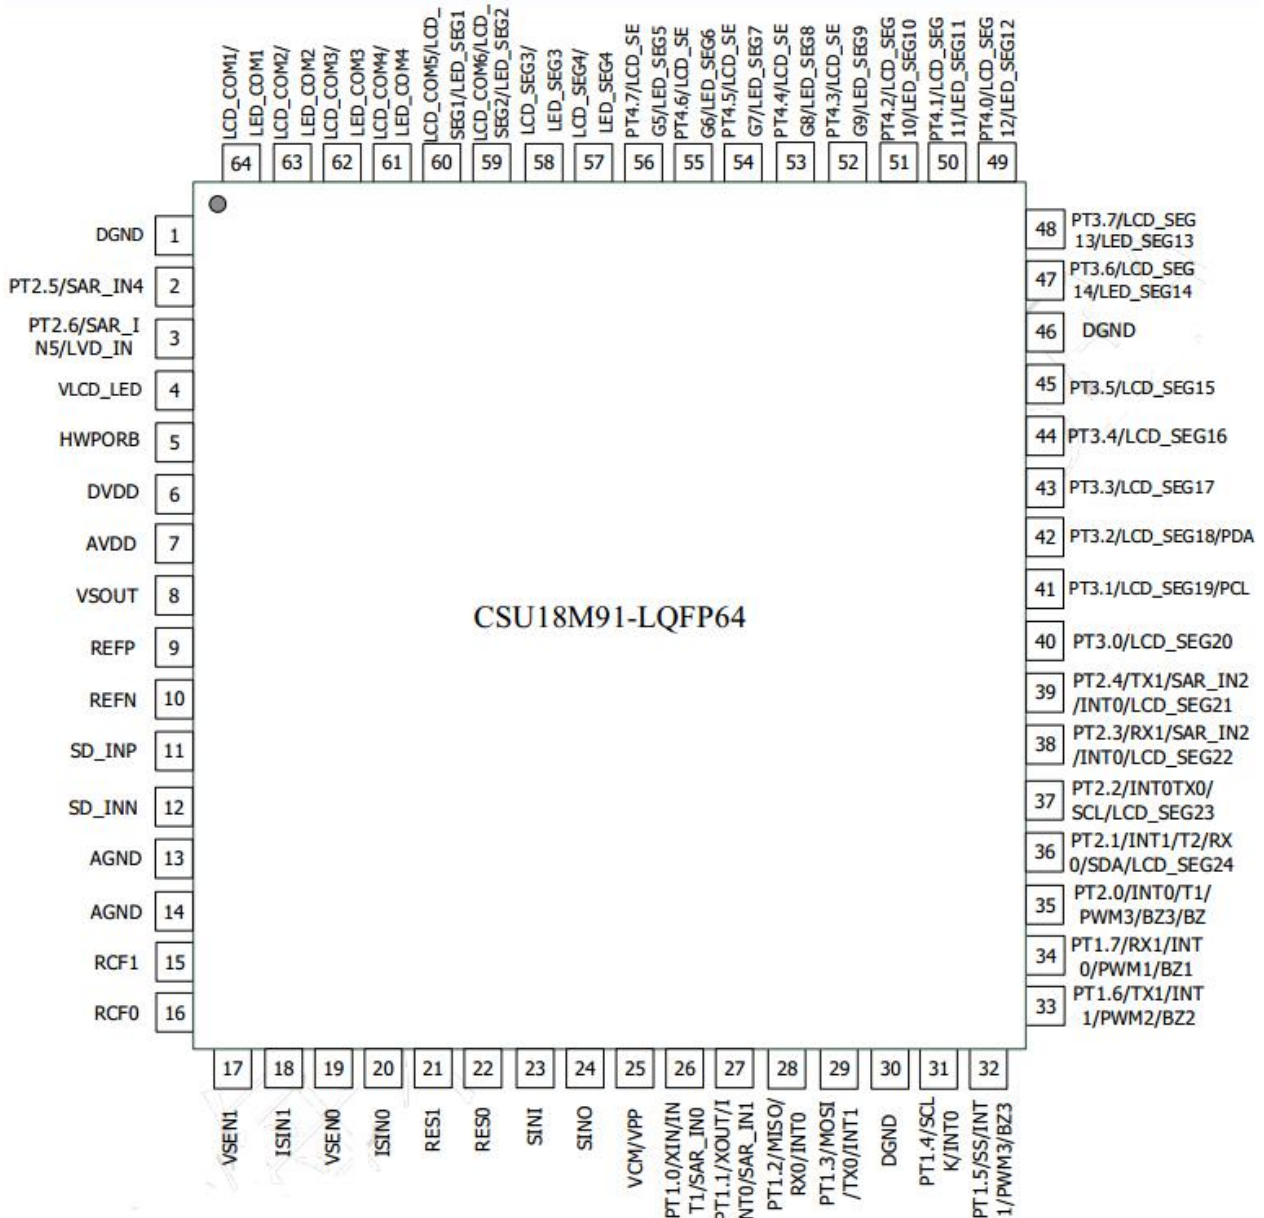 LCD_COM1/
LED_COM1
LCD_COM2/
LED_COM2
LCD_COM3/
LED_COM3
LCD_COM4/
LED_COM4
LCD_COM5/LCD_
SEG1/LED_SEG1
LCD_COM6/LCD_
SEG2/LED_SEG2
LCD_SEG3/
LED_SEG3
LCD_SEG4/
LED_SEG4
PT4.7/LCD_SE
G5/LED_SEG5
PT4.6/LCD_SE
G6/LED_SEG6
PT4.5/LCD_SE
G7/LED_SEG7
PT4.4/LCD_SE
G8/LED_SEG8
PT4.3/LCD_SE
G9/LED_SEG9
PT4.2/LCD_SEG
10/LED_SEG10
PT4.1/LCD_SEG
11/LED_SEG11
PT4.0/LCD_SEG
12/LED_SEG12
64 63 62 61 60 59 58 57 56 55 54 53 52 51 50 49
DGND 1
PT2.5/SAR_IN4 2
PT2.6/SAR_I
N5/LVD_IN 3
VLCD_LED 4
HWPORB 5
DVDD 6
AVDD 7
VSOUT 8
REFP 9
REFN 10
SD_INP 11
SD_INN 12
AGND 13
AGND 14
RCF1 15
RCF0 16
CSU18M91-LQFP64
48 PT3.7/LCD_SEG
13/LED_SEG13
47 PT3.6/LCD_SEG
14/LED_SEG14
46 DGND
45 PT3.5/LCD_SEG15
44 PT3.4/LCD_SEG16
43 PT3.3/LCD_SEG17
42 PT3.2/LCD_SEG18/PDA
41 PT3.1/LCD_SEG19/PCL
40 PT3.0/LCD_SEG20
39 PT2.4/TX1/SAR_IN2
/INT0/LCD_SEG21
38 PT2.3/RX1/SAR_IN2
/INT0/LCD_SEG22
37 PT2.2/INT0TX0/
SCL/LCD_SEG23
36 PT2.1/INT1/T2/RX
0/SDA/LCD_SEG24
35 PT2.0/INT0/T1/
PWM3/BZ3/BZ
34 PT1.7/RX1/INT
0/PWM1/BZ1
33 PT1.6/TX1/INT
1/PWM2/BZ2
17 18 19 20 21 22 23 24 25 26 27 28 29 30 31 32
VSEN1
ISIN1
VSEN0
ISIN0
RES1
RES0
SINI
SINO
VCM/VPP
PT1.0/XIN/IN
T1/SAR_IN0
PT1.1/XOUT/I
NT0/SAR_IN1
PT1.2/MISO/
RX0/INT0
PT1.3/MOSI
/TX0/INT1
DGND
PT1.4/SCL
K/INT0
PT1.5/SS/INT
1/PWM3/BZ3